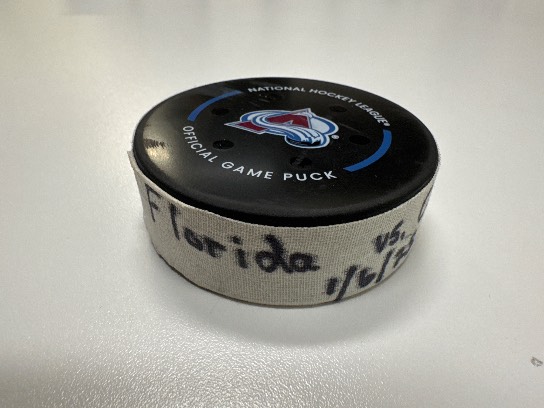 NATIONAL HOCKEY LEAGUE®
OFFICIAL GAME PUCK
Florida vs.